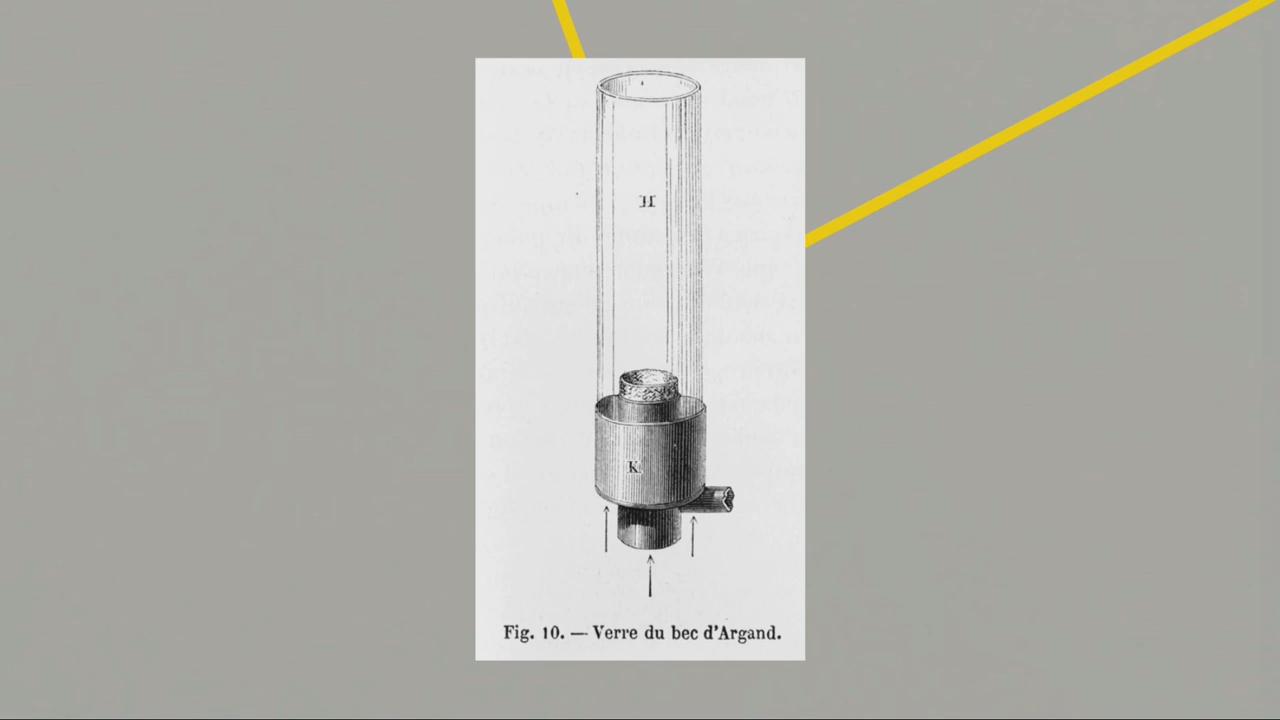 H
K
Fig. 10. — Verre du bec d'Argand.